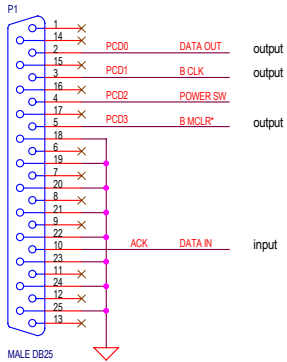 P1
1
14
2 PCD0 DATA OUT output
15
3 PCD1 B CLK output
16
4 PCD2 POWER SW
17
5 PCD3 B MCLR* output
18
6
19
7
20
8
21
9
22
10 ACK DATA IN input
23
11
24
12
25
13
MALE DB25